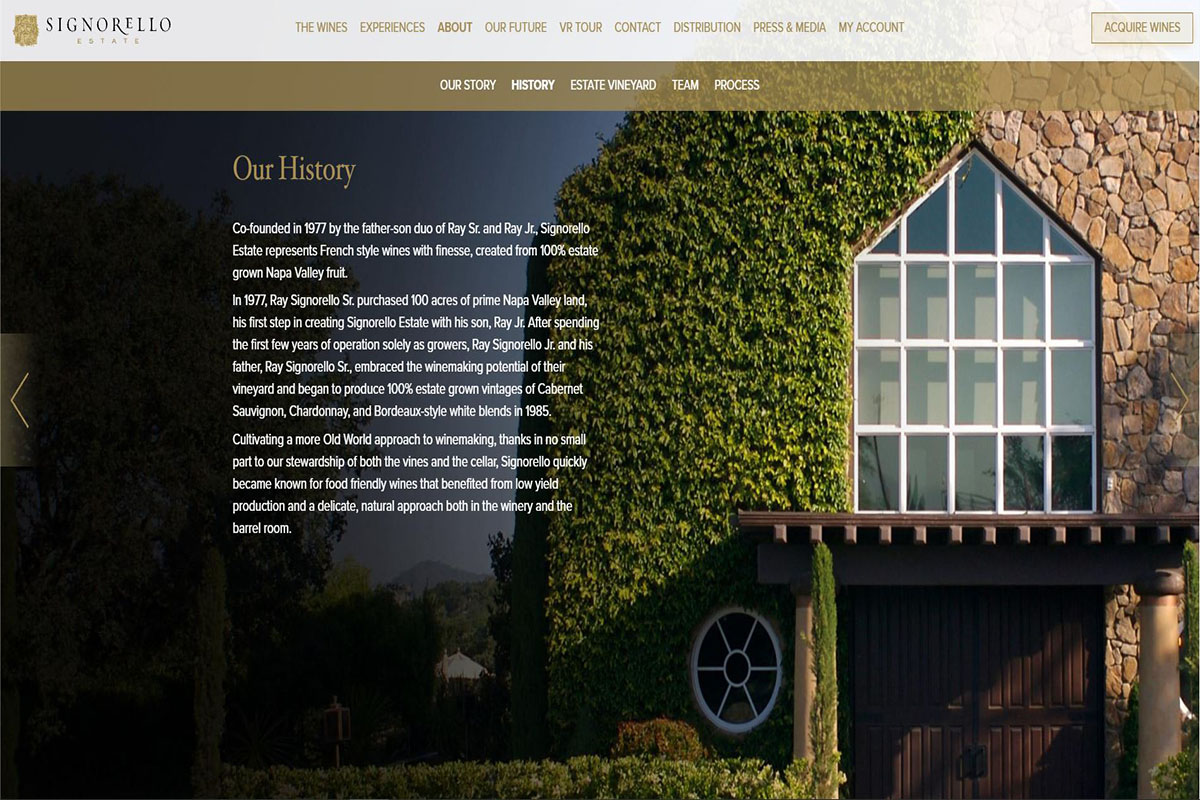 SIGNORELLO
ESTATE
THE WINES EXPERIENCES ABOUT OUR FUTURE VR TOUR CONTACT DISTRIBUTION PRESS & MEDIA MY ACCOUNT
ACQUIRE WINES
OUR STORY HISTORY ESTATE VINEYARD TEAM PROCESS
Our History
Co-founded in 1977 by the father-son duo of Ray Sr. and Ray Jr., Signorello
Estate represents French style wines with finesse, created from 100% estate
grown Napa Valley fruit.
In 1977, Ray Signorello Sr. purchased 100 acres of prime Napa Valley land,
his first step in creating Signorello Estate with his son, Ray Jr. After spending
the first few years of operation solely as growers, Ray Signorello Jr. and his
father, Ray Signorello Sr., embraced the winemaking potential of their
vineyard and began to produce 100% estate grown vintages of Cabernet
Sauvignon, Chardonnay, and Bordeaux-style white blends in 1985.
Cultivating a more Old World approach to winemaking, thanks in no small
part to our stewardship of both the vines and the cellar, Signorello quickly
became known for food friendly wines that benefited from low yield
production and a delicate, natural approach both in the winery and the
barrel room.